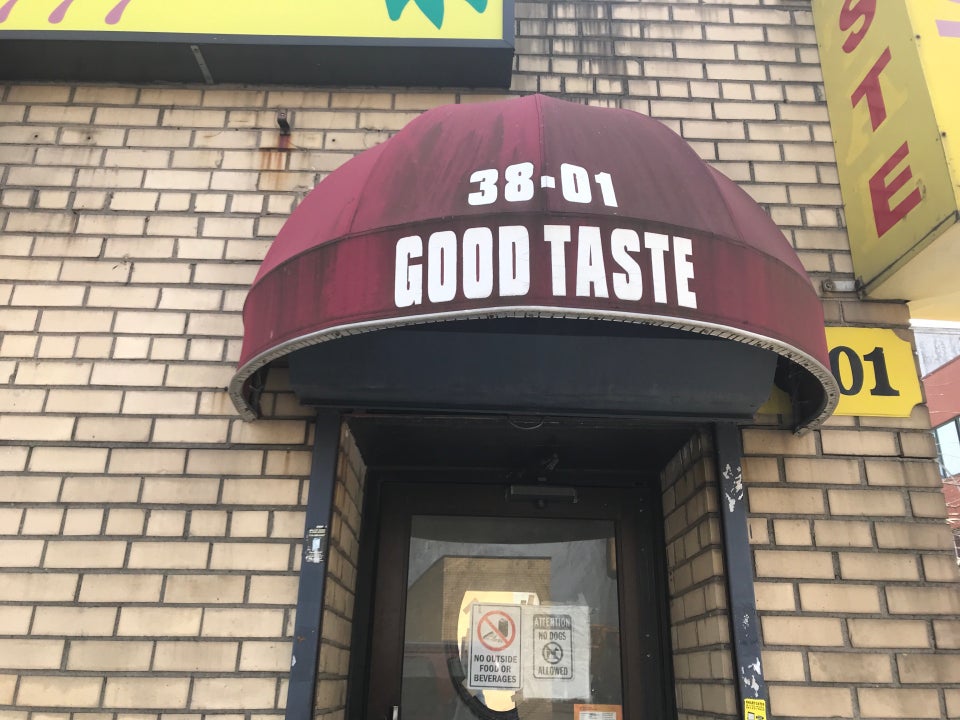 38-01
GOOD TASTE
STE
01
NO OUTSIDE
FOOD OR
BEVERAGES
ATTENTION
NO DOGS
ALLOWED